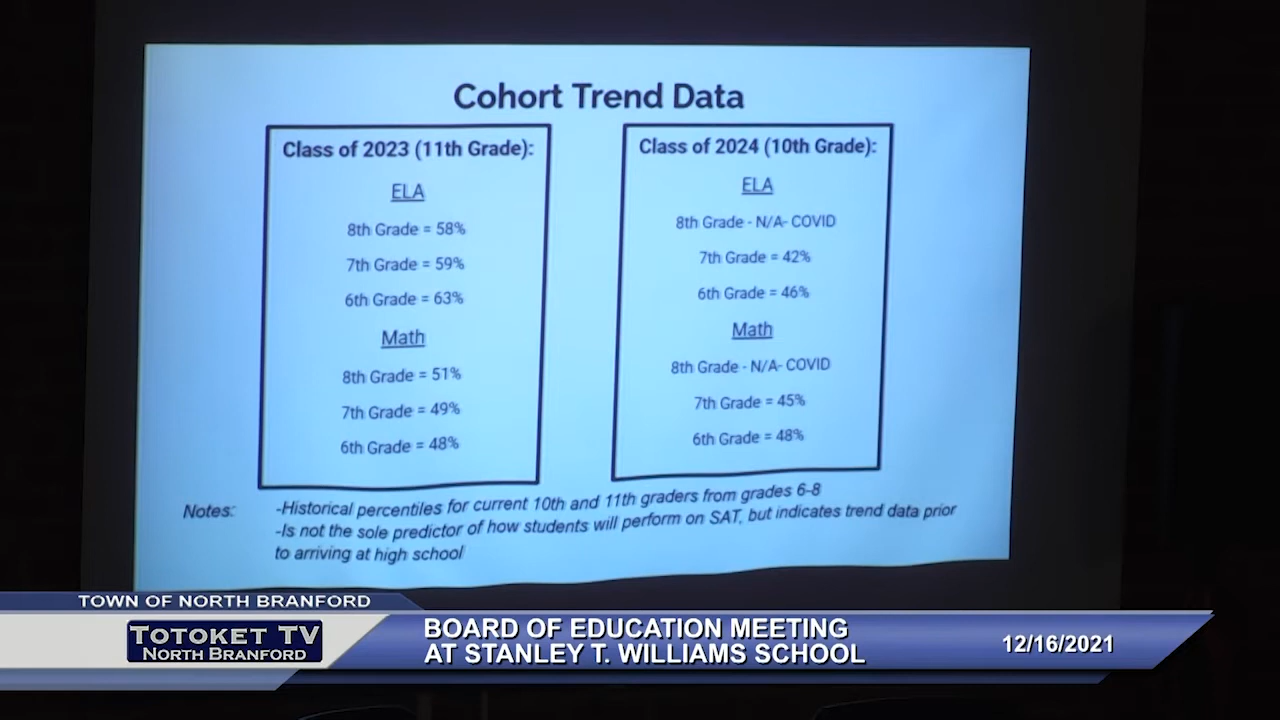 Cohort Trend Data
Class of 2023 (11th Grade):
ELA
8th Grade = 58%
7th Grade = 59%
6th Grade = 63%
Math
8th Grade = 51%
7th Grade = 49%
6th Grade = 48%
Class of 2024 (10th Grade):
ELA
8th Grade - N/A- COVID
7th Grade = 42%
6th Grade = 46%
Math
8th Grade - N/A- COVID
7th Grade = 45%
6th Grade = 48%
Notes: -Historical percentiles for current 10th and 11th graders from grades 6-8
-Is not the sole predictor of how students will perform on SAT, but indicates trend data prior
to arriving at high school
TOWN OF NORTH BRANFORD
TOTOKET TV
NORTH BRANFORD
BOARD OF EDUCATION MEETING
AT STANLEY T. WILLIAMS SCHOOL
12/16/2021